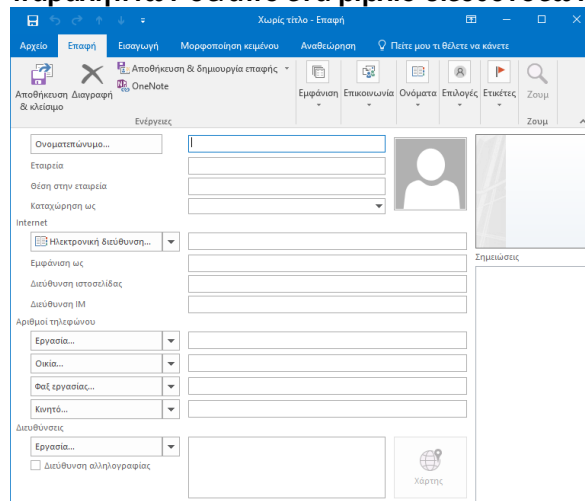 Χωρίς τίτλο - Επαφή
Αρχείο Επαφή Εισαγωγή Μορφοποίηση κειμένου Αναθεώρηση Πείτε μου τι θέλετε να κάνετε
Αποθήκευση & κλείσιμο
Διαγραφή
Αποθήκευση & δημιουργία επαφής
OneNote
Εμφάνιση Επικοινωνία Ονόματα Επιλογές Ετικέτες Ζουμ
Ενέργειες Ζουμ
Ονοματεπώνυμο...
Εταιρεία
Θέση στην εταιρεία
Καταχώρηση ως
Internet
Ηλεκτρονική διεύθυνση...
Εμφάνιση ως
Σημειώσεις
Διεύθυνση ιστοσελίδας
Διεύθυνση IM
Αριθμοί τηλεφώνου
Εργασία...
Οικία...
Φαξ εργασίας...
Κινητό...
Διευθύνσεις
Εργασία...
Διεύθυνση αλληλογραφίας
Χάρτης